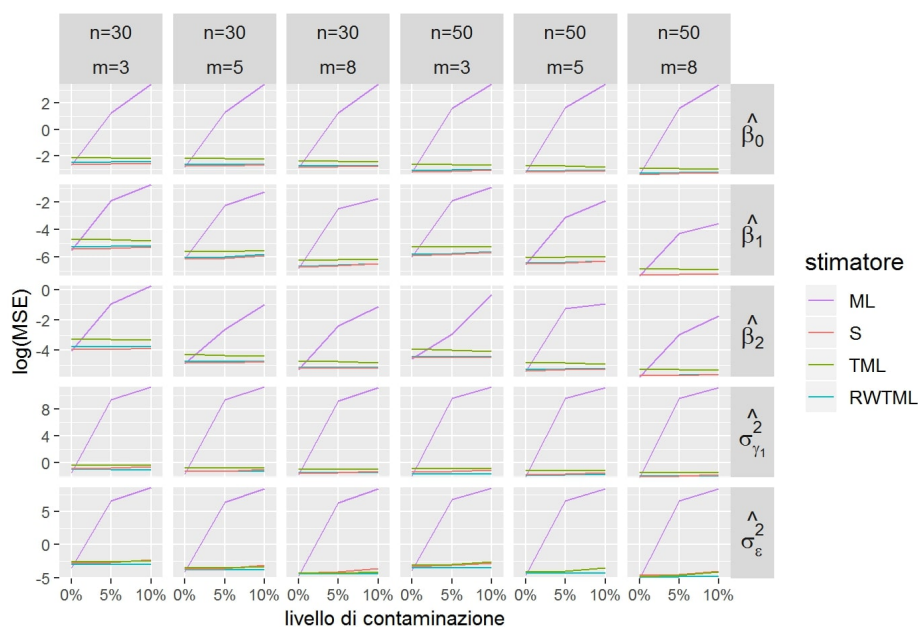 n=30 n=30 n=30 n=50 n=50 n=50
m=3 m=5 m=8 m=3 m=5 m=8
2
0
-2
β̂₀
-2
-4
-6
β̂₁
0
-2
-4
β̂₂
8
4
0
σ̂²γ₁
5
0
-5
σ̂²ε
log(MSE)
0% 5% 10% 0% 5% 10% 0% 5% 10% 0% 5% 10% 0% 5% 10% 0% 5% 10%
livello di contaminazione
stimatore
ML
S
TML
RWTML